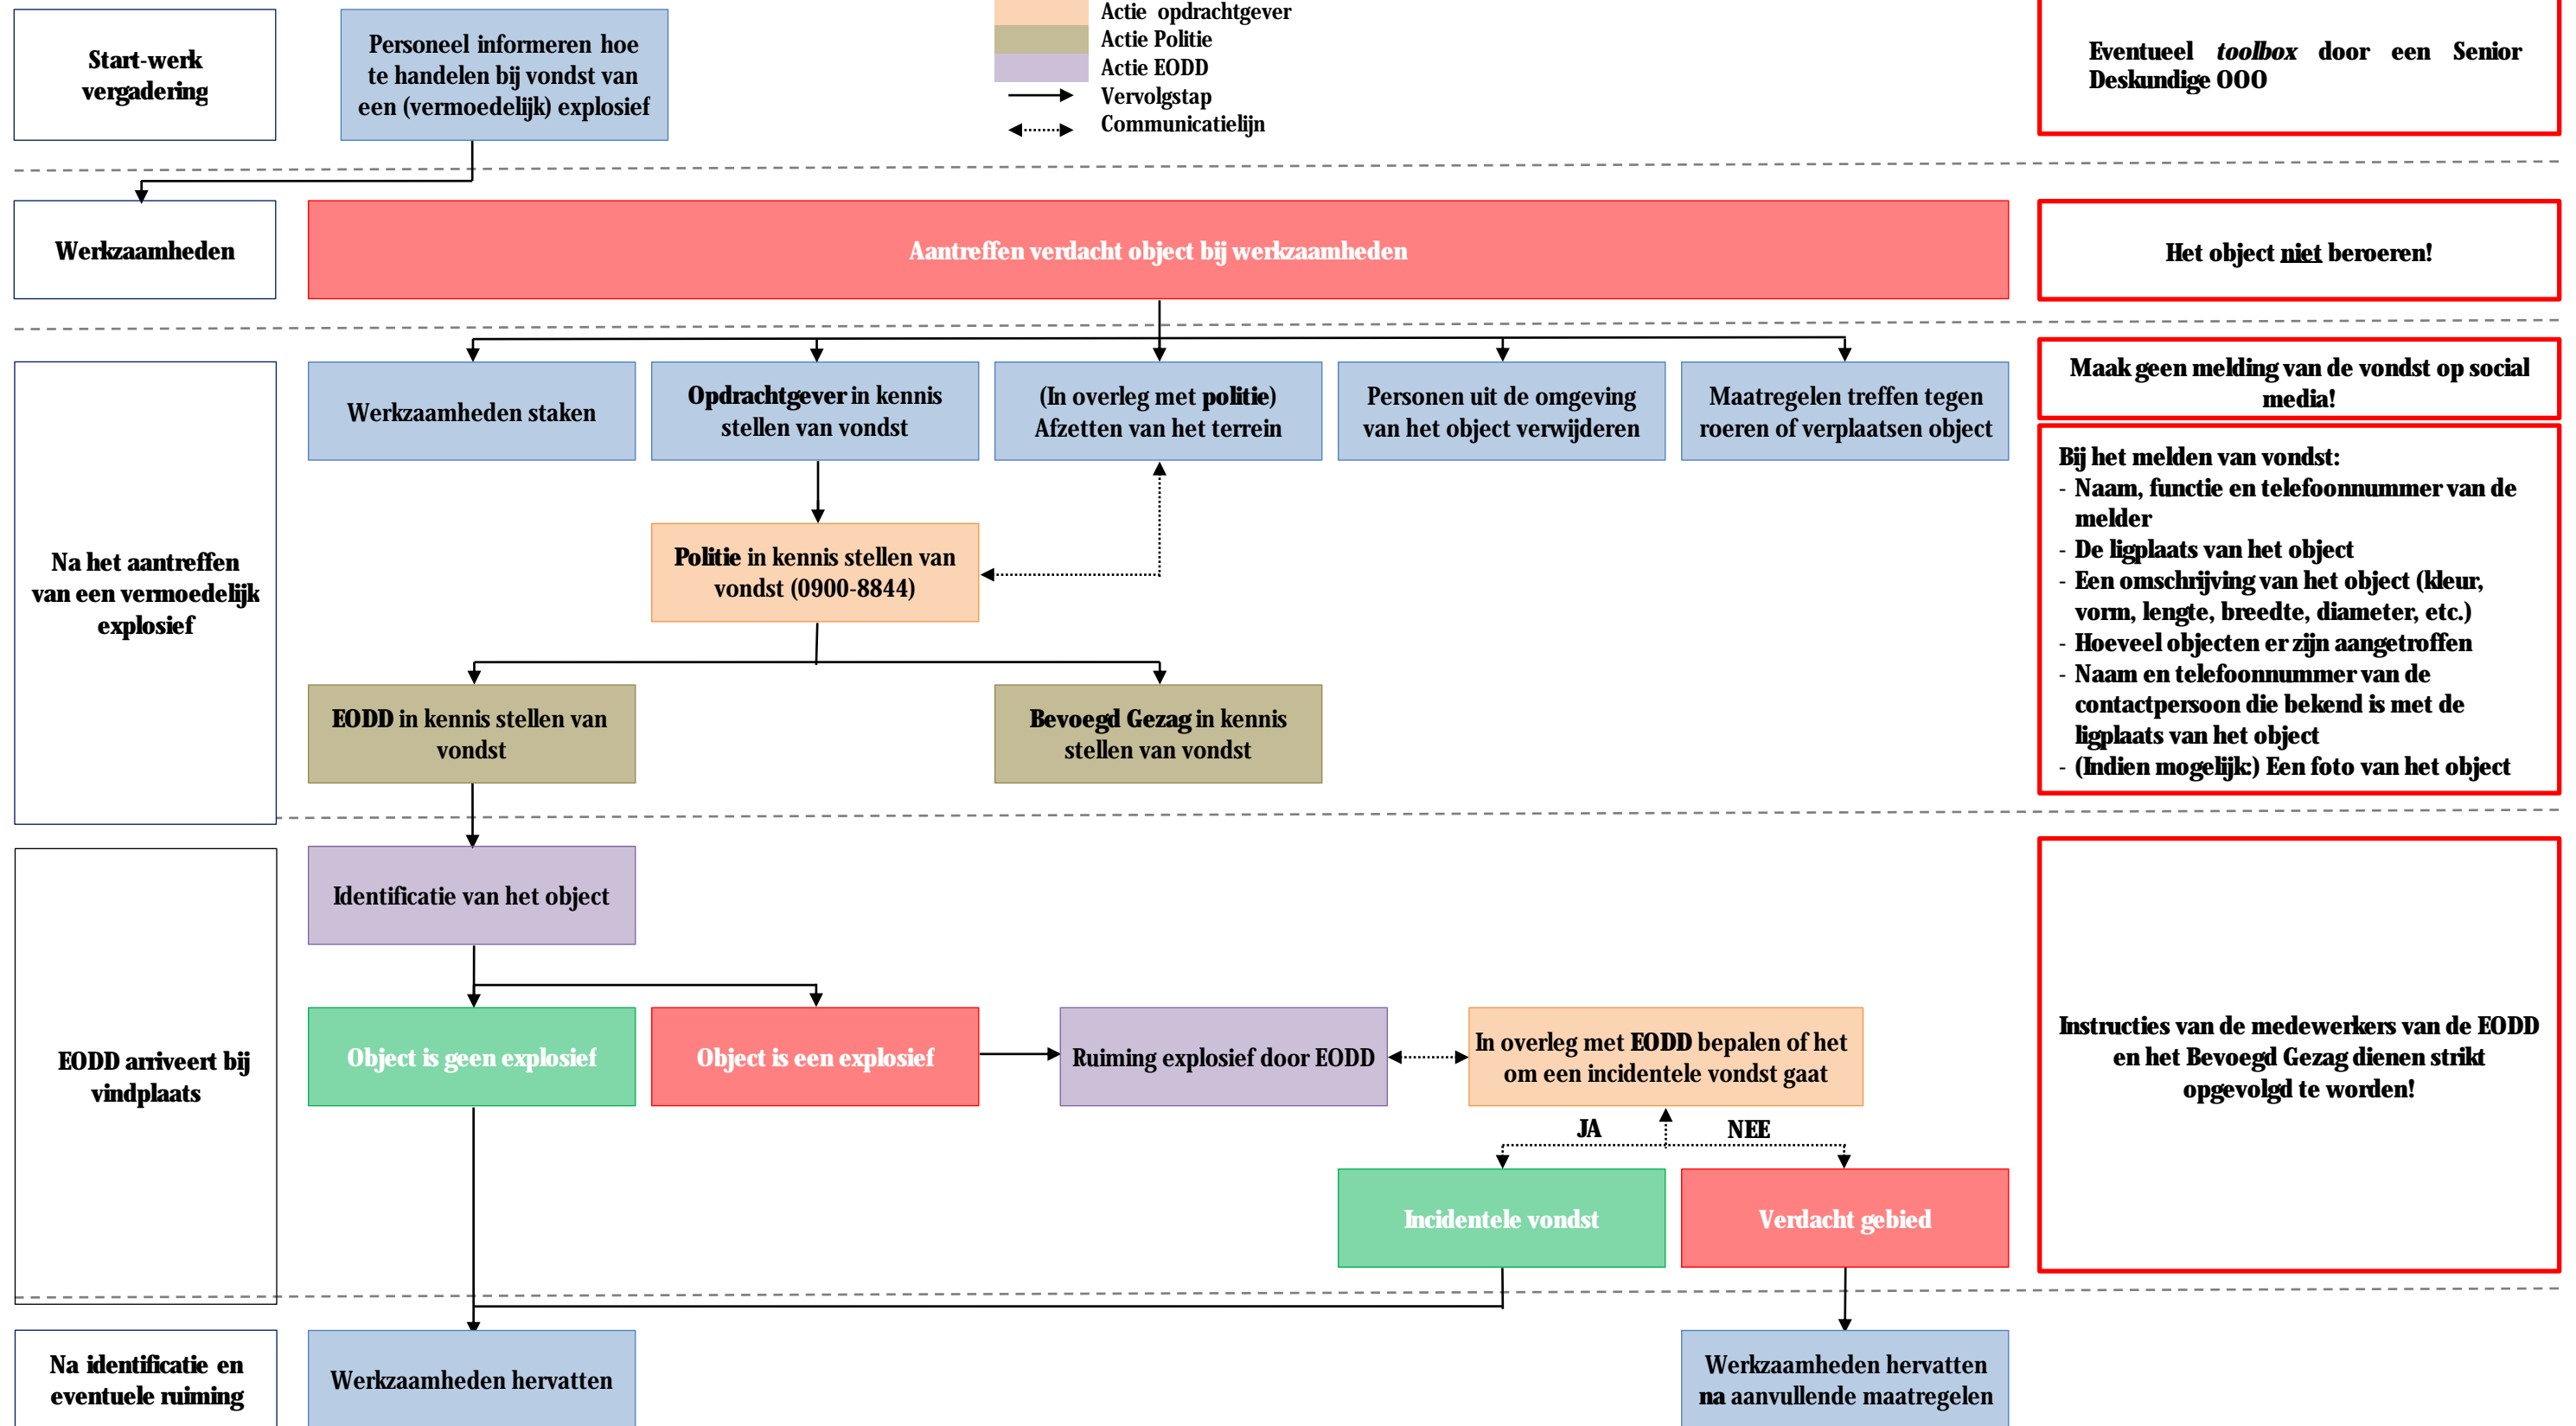 Start-werk
vergadering
Personeel informeren hoe
te handelen bij vondst van
een (vermoedelijk) explosief
Actie opdrachtgever
Actie Politie
Actie EODD
Vervolgstap
Communicatielijn
Eventueel toolbox door een Senior
Deskundige OOO
Werkzaamheden
Aantreffen verdacht object bij werkzaamheden
Het object niet beroeren!
Na het aantreffen
van een vermoedelijk
explosief
Werkzaamheden staken
Opdrachtgever in kennis
stellen van vondst
(In overleg met politie)
Afzetten van het terrein
Personen uit de omgeving
van het object verwijderen
Maatregelen treffen tegen
roeren of verplaatsen object
Maak geen melding van de vondst op social
media!
Politie in kennis stellen van
vondst (0900-8844)
EODD in kennis stellen van
vondst
Bevoegd Gezag in kennis
stellen van vondst
Bij het melden van vondst:
- Naam, functie en telefoonnummer van de
melder
- De ligplaats van het object
- Een omschrijving van het object (kleur,
vorm, lengte, breedte, diameter, etc.)
- Hoeveel objecten er zijn aangetroffen
- Naam en telefoonnummer van de
contactpersoon die bekend is met de
ligplaats van het object
- (Indien mogelijk:) Een foto van het object
EODD arriveert bij
vindplaats
Identificatie van het object
Object is geen explosief
Object is een explosief
Ruiming explosief door EODD
In overleg met EODD bepalen of het
om een incidentele vondst gaat
JA
NEE
Incidentele vondst
Verdacht gebied
Instructies van de medewerkers van de EODD
en het Bevoegd Gezag dienen strikt
opgevolgd te worden!
Na identificatie en
eventuele ruiming
Werkzaamheden hervatten
Werkzaamheden hervatten
na aanvullende maatregelen